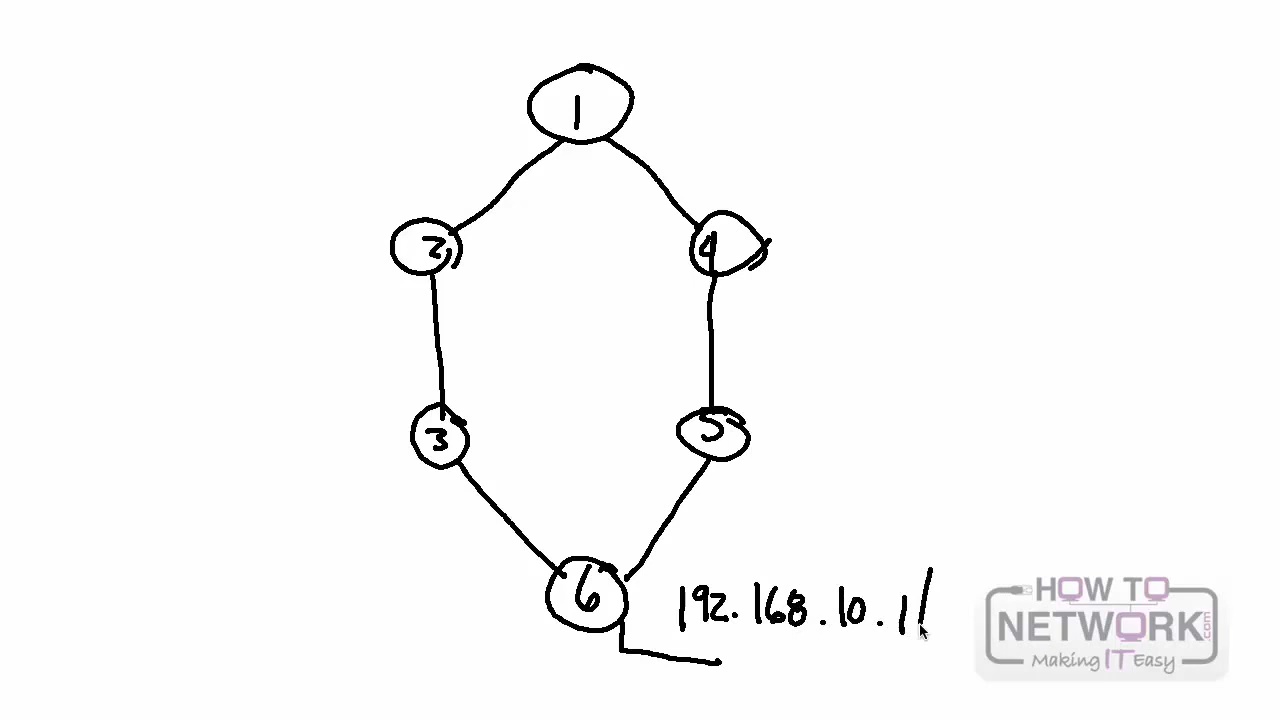 1
2
4
3
5
6
192.168.10.1/
HOW TO
NETWORK.com
Making IT Easy